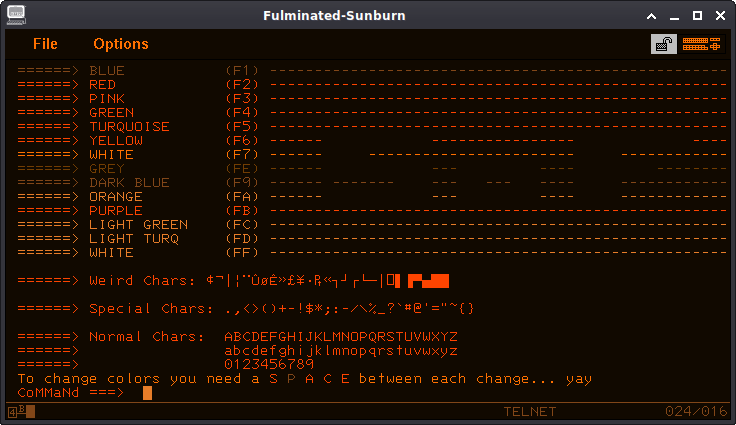 Fulminated-Sunburn
File Options
======> BLUE (F1) ---------------------------------------------------
======> RED (F2) ---------------------------------------------------
======> PINK (F3) ---------------------------------------------------
======> GREEN (F4) ---------------------------------------------------
======> TURQUOISE (F5) ---------------------------------------------------
======> YELLOW (F6) ------ ---------------- ----
======> WHITE (F7) ------ --------------- ------------
======> GREY (FE) ------ --- ---- --------
======> DARK BLUE (F9) ----- ------- --- --- --- --------
======> ORANGE (FA) ------ --- ---- ------------
======> PURPLE (FB) ---------------------------------------------------
======> LIGHT GREEN (FC) ---------------------------------------------------
======> LIGHT TURQ (FD) ---------------------------------------------------
======> WHITE (FF) ---------------------------------------------------
======> Weird Chars: ¢¬|¦¨ÛøÊ»£¥·₧«┐┘┌└─│
======> Special Chars: .,<>()+-!$*;:-/\%_?`#@'="~{}
======> Normal Chars: ABCDEFGHIJKLMNOPQRSTUVWXYZ
======> abcdefghijklmnopqrstuvwxyz
======> 0123456789
To change colors you need a S P A C E between each change... yay
CoMMaNd ===>
4B TELNET 024/016